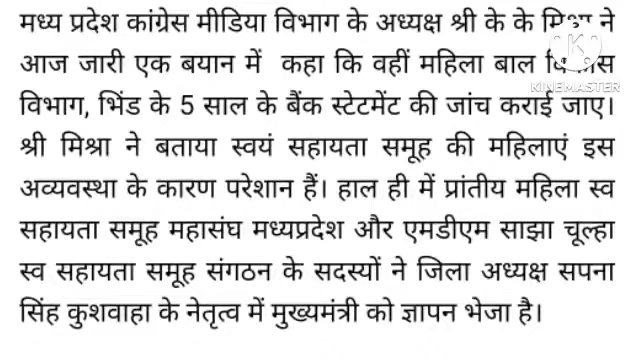 मध्य प्रदेश कांग्रेस मीडिया विभाग के अध्यक्ष श्री के के मिश्रा ने
आज जारी एक बयान में कहा कि वहीं महिला बाल विकास
KINEMASTER
विभाग, भिंड के 5 साल के बैंक स्टेटमेंट की जांच कराई जाए।
श्री मिश्रा ने बताया स्वयं सहायता समूह की महिलाएं इस
अव्यवस्था के कारण परेशान हैं। हाल ही में प्रांतीय महिला स्व
सहायता समूह महासंघ मध्यप्रदेश और एमडीएम साझा चूल्हा
स्व सहायता समूह संगठन के सदस्यों ने जिला अध्यक्ष सपना
सिंह कुशवाहा के नेतृत्व में मुख्यमंत्री को ज्ञापन भेजा है।